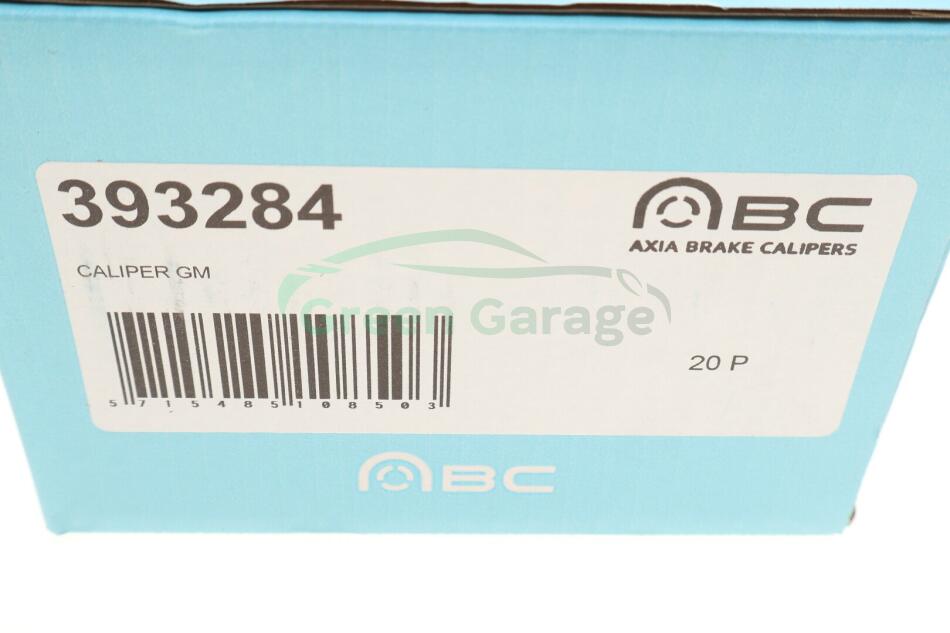 393284
ABC
AXIA BRAKE CALIPERS
CALIPER GM
Green Garage
20 P
5715485108503
ABC